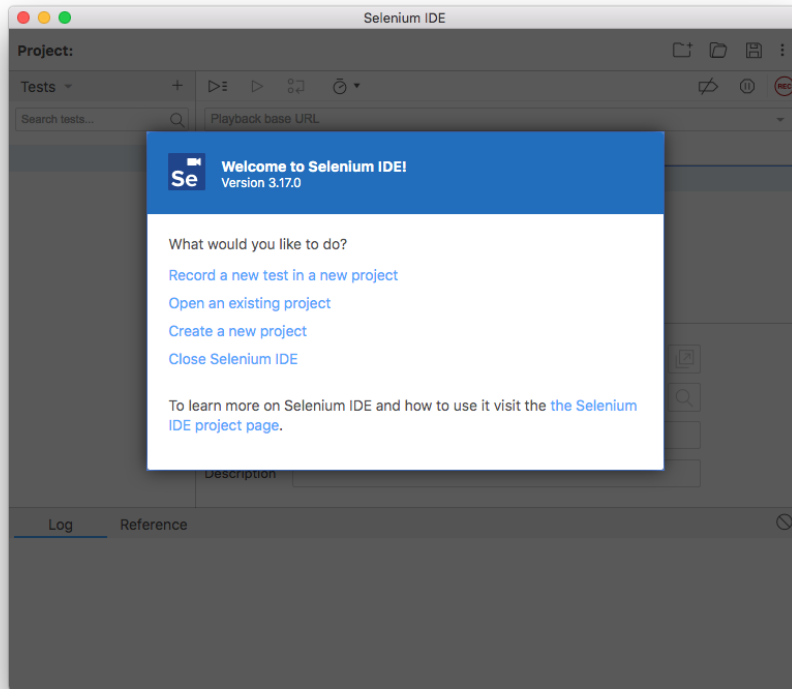 Selenium IDE
Project:
Tests
Search tests...
Playback base URL
REC
Se
Welcome to Selenium IDE!
Version 3.17.0
What would you like to do?
Record a new test in a new project
Open an existing project
Create a new project
Close Selenium IDE
To learn more on Selenium IDE and how to use it visit the the Selenium
IDE project page.
Description
Log
Reference